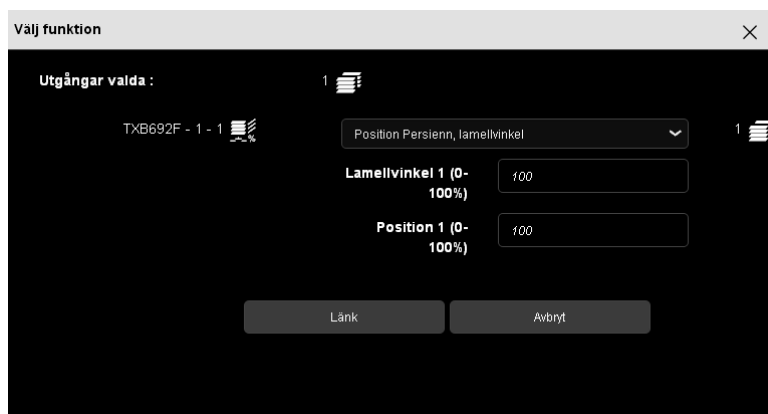 Välj funktion
Utgångar valda :
1
TXB692F - 1 - 1
%
Position Persienn, lamellvinkel
1
Lamellvinkel 1 (0-
100%)
100
Position 1 (0-
100%)
100
Länk
Avbryt